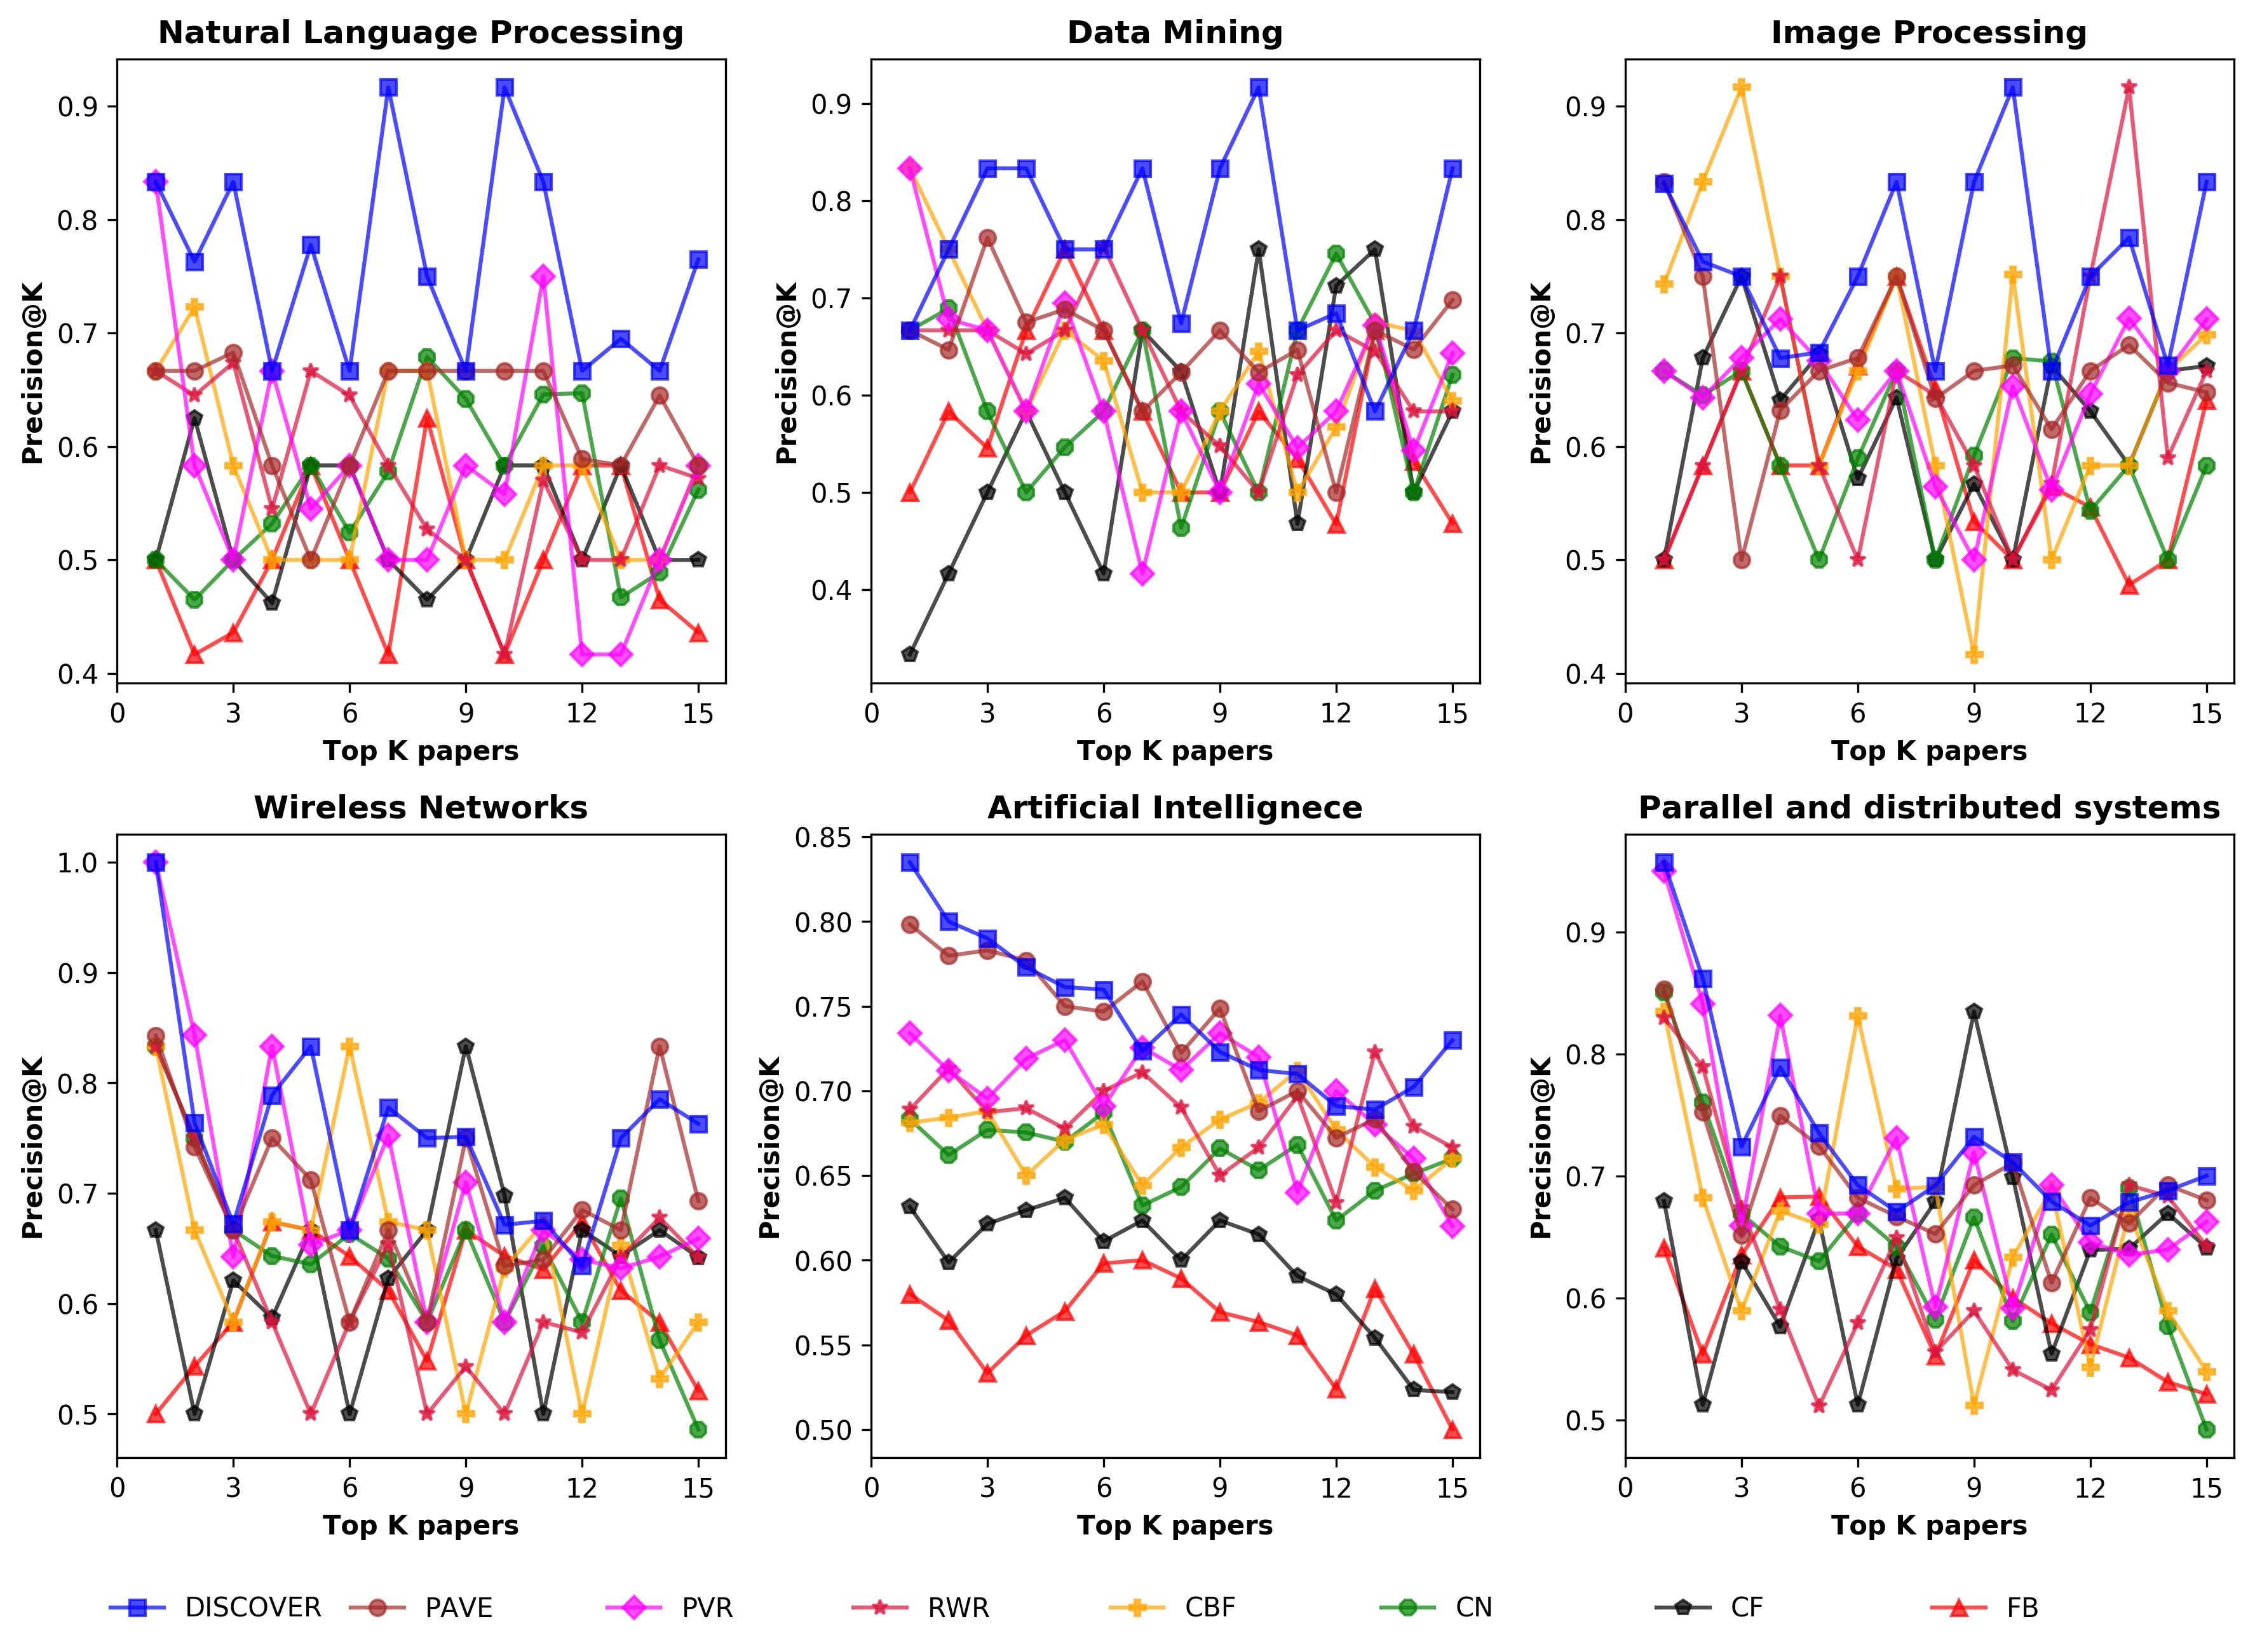 Natural Language Processing
Data Mining
Image Processing
Precision@K
0.9
0.8
0.7
0.6
0.5
0.4
0 3 6 9 12 15
Top K papers
Precision@K
0.9
0.8
0.7
0.6
0.5
0.4
0 3 6 9 12 15
Top K papers
Precision@K
0.9
0.8
0.7
0.6
0.5
0.4
0 3 6 9 12 15
Top K papers
Wireless Networks
Artificial Intellignece
Parallel and distributed systems
Precision@K
1.0
0.9
0.8
0.7
0.6
0.5
0 3 6 9 12 15
Top K papers
Precision@K
0.85
0.80
0.75
0.70
0.65
0.60
0.55
0.50
0 3 6 9 12 15
Top K papers
Precision@K
0.9
0.8
0.7
0.6
0.5
0 3 6 9 12 15
Top K papers
DISCOVER PAVE PVR RWR CBF CN CF FB